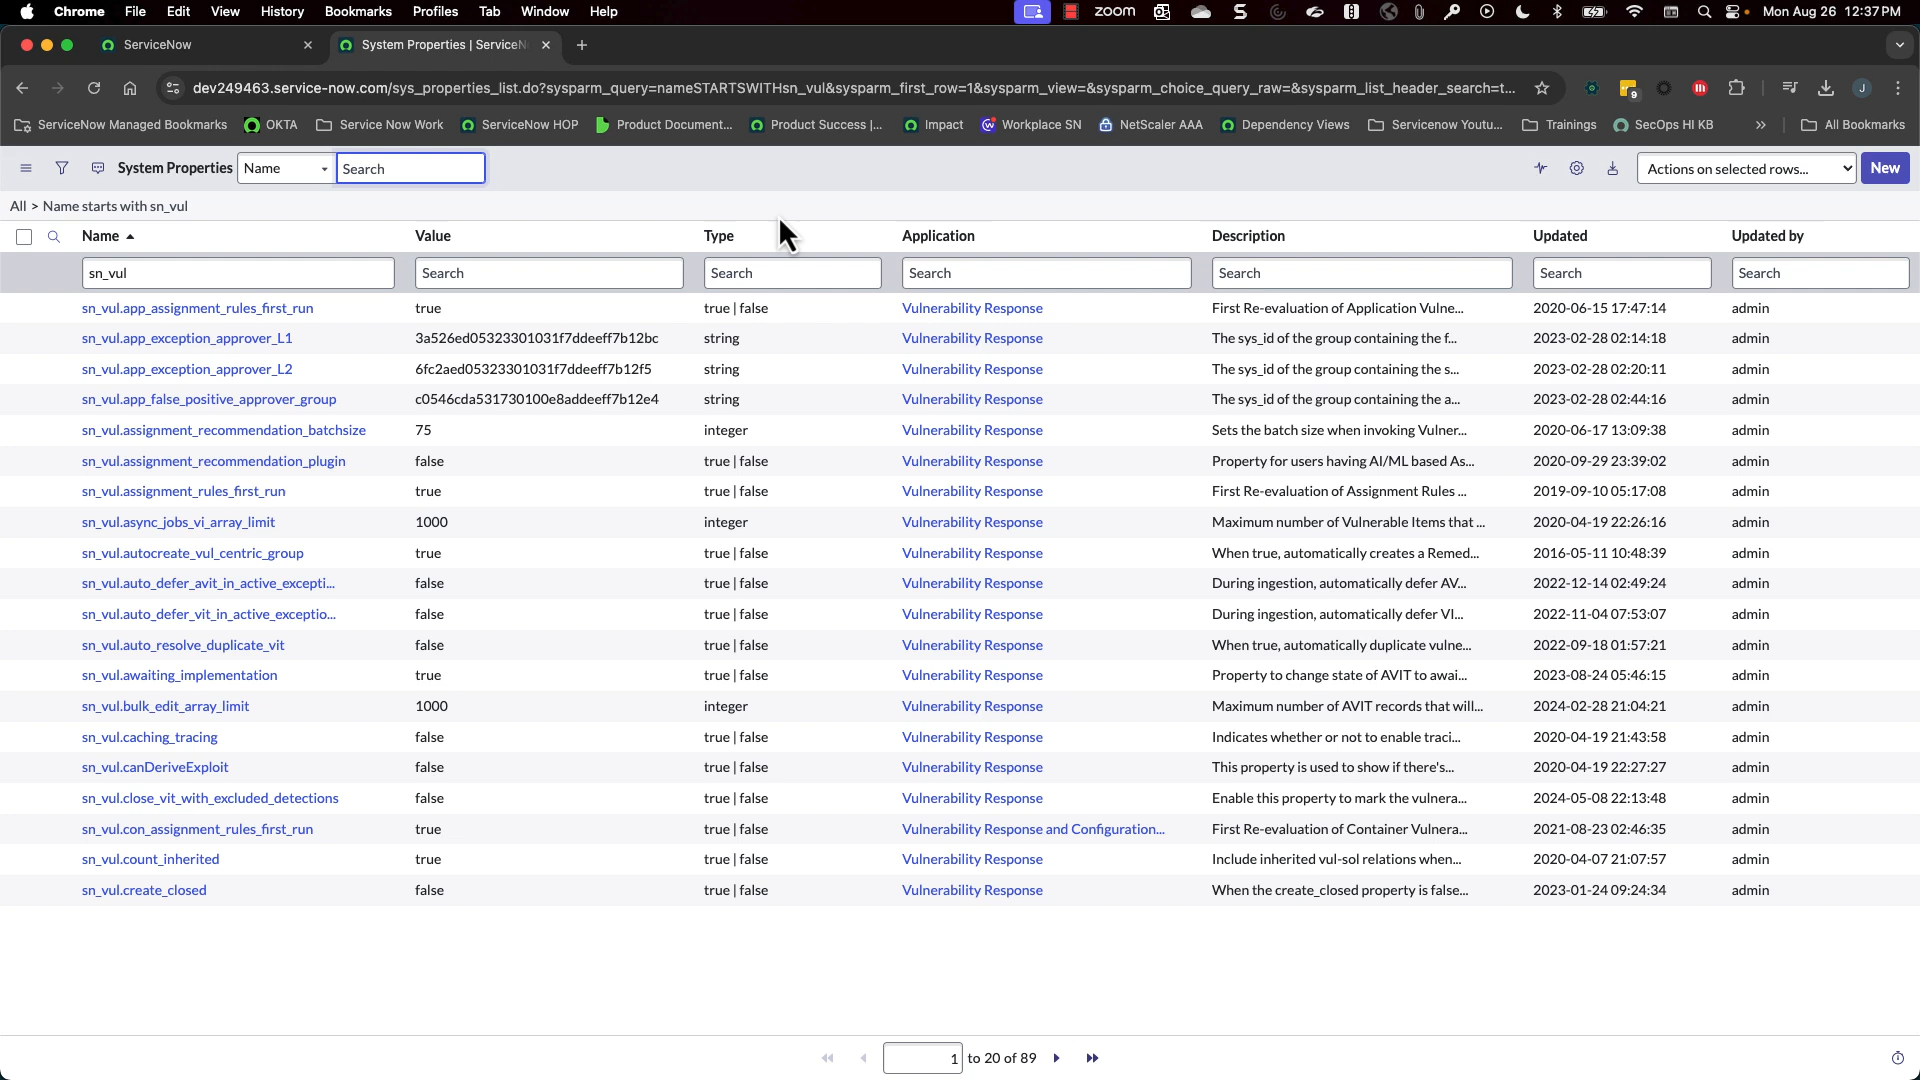 Chrome File Edit View History Bookmarks Profiles Tab Window Help zoom Mon Aug 26 12:37 PM
ServiceNow System Properties | ServiceN
dev249463.service-now.com/sys_properties_list.do?sysparm_query=nameSTARTSWITHsn_vul&sysparm_first_row=1&sysparm_view=&sysparm_choice_query_raw=&sysparm_list_header_search=t... 9 J
ServiceNow Managed Bookmarks OKTA Service Now Work ServiceNow HOP Product Document... Product Success |... Impact Workplace SN NetScaler AAA Dependency Views Servicenow Youtu... Trainings SecOps HI KB » All Bookmarks
System Properties Name Search Actions on selected rows... New
All > Name starts with sn_vul
Name Value Type Application Description Updated Updated by
sn_vul Search Search Search Search Search Search
sn_vul.app_assignment_rules_first_run true true | false Vulnerability Response First Re-evaluation of Application Vulne... 2020-06-15 17:47:14 admin
sn_vul.app_exception_approver_L1 3a526ed05323301031f7ddeeff7b12bc string Vulnerability Response The sys_id of the group containing the f... 2023-02-28 02:14:18 admin
sn_vul.app_exception_approver_L2 6fc2aed05323301031f7ddeeff7b12f5 string Vulnerability Response The sys_id of the group containing the s... 2023-02-28 02:20:11 admin
sn_vul.app_false_positive_approver_group c0546cda531730100e8addeeff7b12e4 string Vulnerability Response The sys_id of the group containing the a... 2023-02-28 02:44:16 admin
sn_vul.assignment_recommendation_batchsize 75 integer Vulnerability Response Sets the batch size when invoking Vulner... 2020-06-17 13:09:38 admin
sn_vul.assignment_recommendation_plugin false true | false Vulnerability Response Property for users having AI/ML based As... 2020-09-29 23:39:02 admin
sn_vul.assignment_rules_first_run true true | false Vulnerability Response First Re-evaluation of Assignment Rules ... 2019-09-10 05:17:08 admin
sn_vul.async_jobs_vi_array_limit 1000 integer Vulnerability Response Maximum number of Vulnerable Items that ... 2020-04-19 22:26:16 admin
sn_vul.autocreate_vul_centric_group true true | false Vulnerability Response When true, automatically creates a Remed... 2016-05-11 10:48:39 admin
sn_vul.auto_defer_avit_in_active_excepti... false true | false Vulnerability Response During ingestion, automatically defer AV... 2022-12-14 02:49:24 admin
sn_vul.auto_defer_vit_in_active_exceptio... false true | false Vulnerability Response During ingestion, automatically defer VI... 2022-11-04 07:53:07 admin
sn_vul.auto_resolve_duplicate_vit false true | false Vulnerability Response When true, automatically duplicate vulne... 2022-09-18 01:57:21 admin
sn_vul.awaiting_implementation true true | false Vulnerability Response Property to change state of AVIT to awai... 2023-08-24 05:46:15 admin
sn_vul.bulk_edit_array_limit 1000 integer Vulnerability Response Maximum number of AVIT records that will... 2024-02-28 21:04:21 admin
sn_vul.caching_tracing false true | false Vulnerability Response Indicates whether or not to enable traci... 2020-04-19 21:43:58 admin
sn_vul.canDeriveExploit false true | false Vulnerability Response This property is used to show if there's... 2020-04-19 22:27:27 admin
sn_vul.close_vit_with_excluded_detections false true | false Vulnerability Response Enable this property to mark the vulnera... 2024-05-08 22:13:48 admin
sn_vul.con_assignment_rules_first_run true true | false Vulnerability Response and Configuration... First Re-evaluation of Container Vulnera... 2021-08-23 02:46:35 admin
sn_vul.count_inherited true true | false Vulnerability Response Include inherited vul-sol relations when... 2020-04-07 21:07:57 admin
sn_vul.create_closed false true | false Vulnerability Response When the create_closed property is false... 2023-01-24 09:24:34 admin
1 to 20 of 89